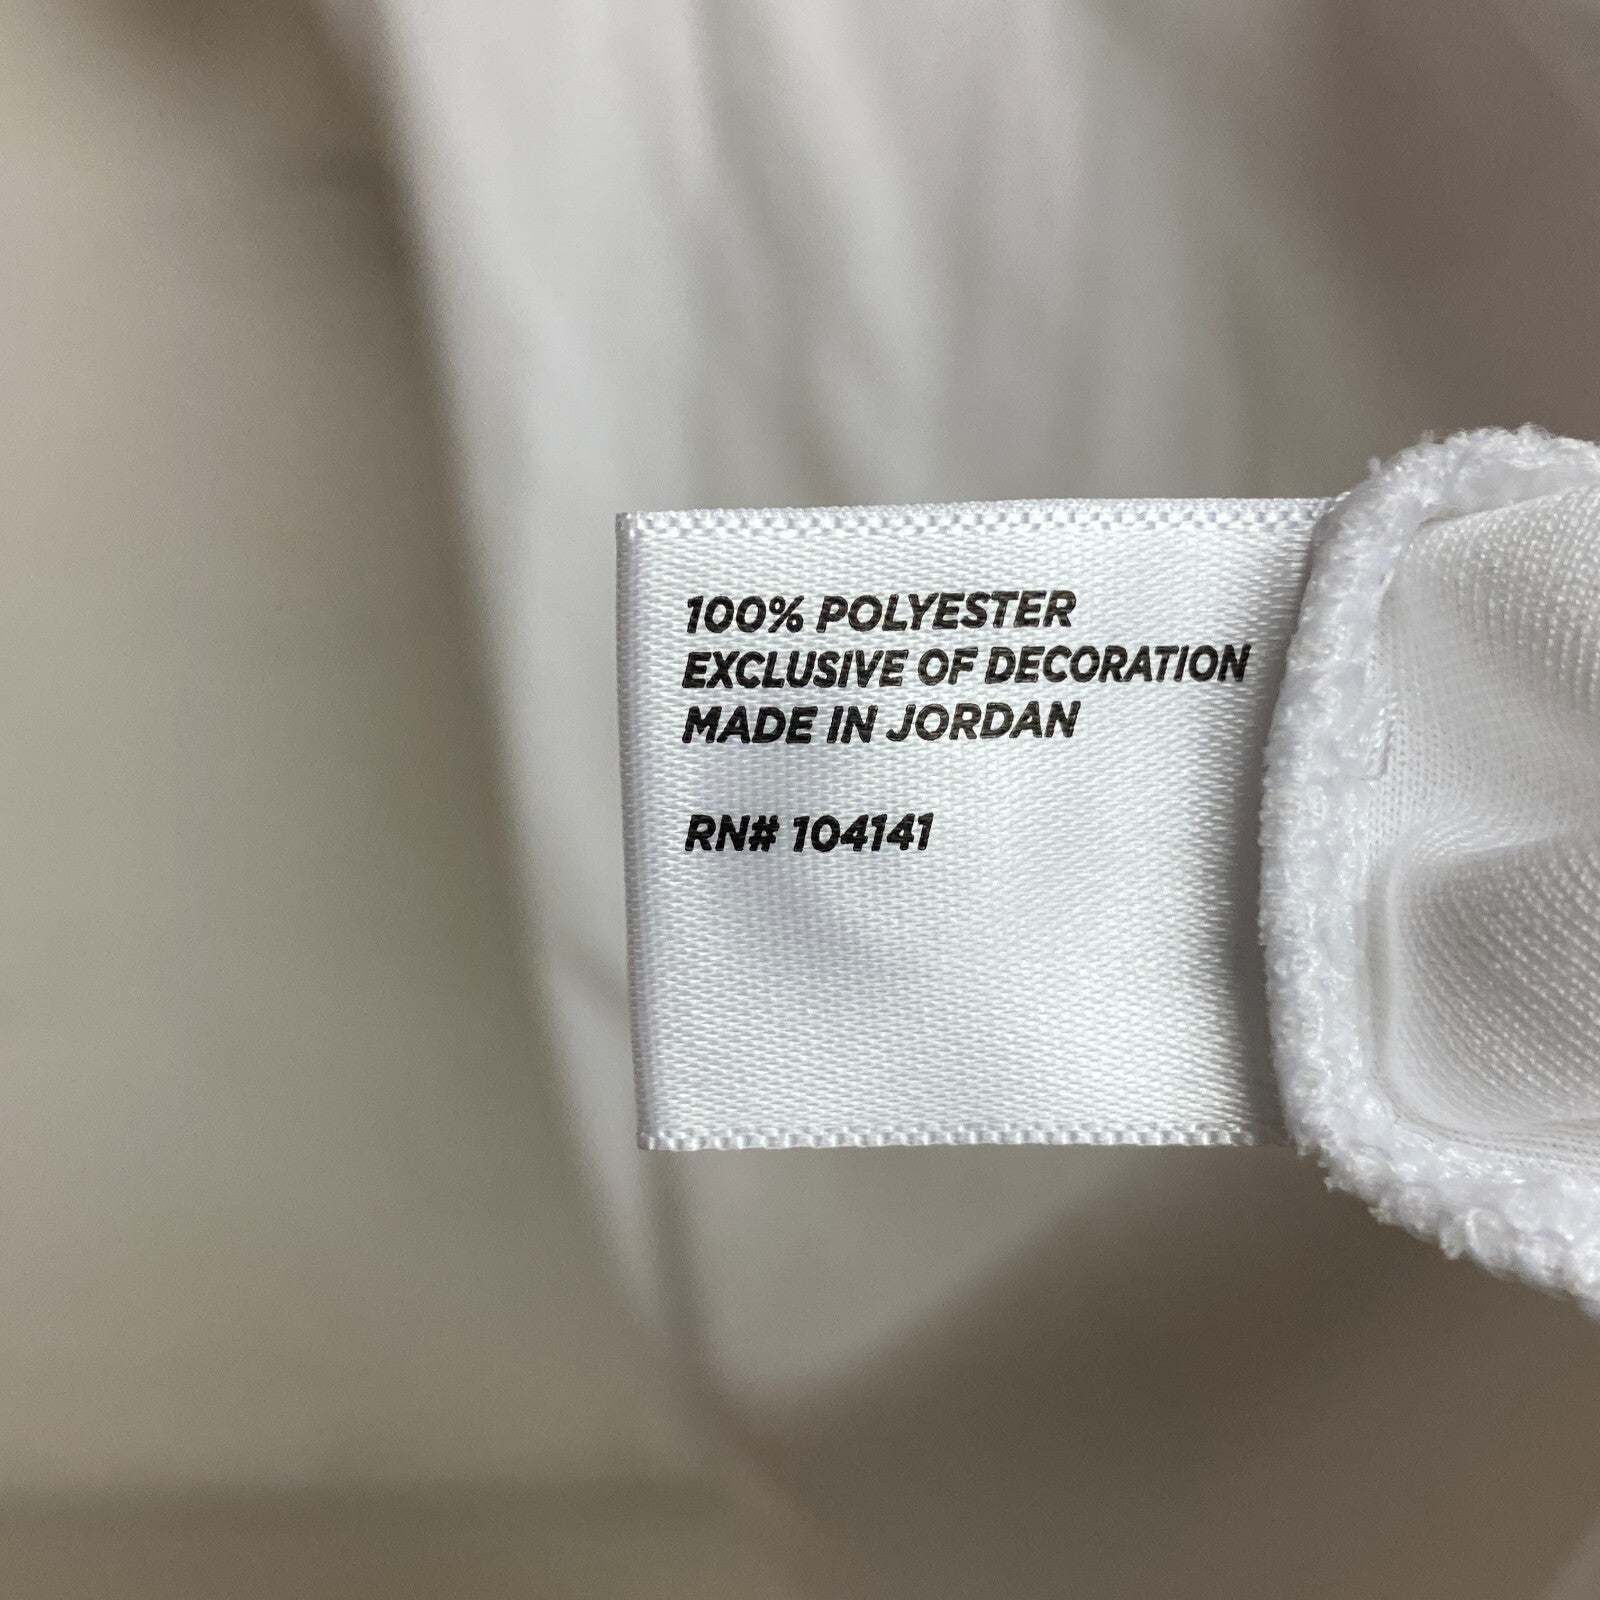 100% POLYESTER
EXCLUSIVE OF DECORATION
MADE IN JORDAN
RN# 104141